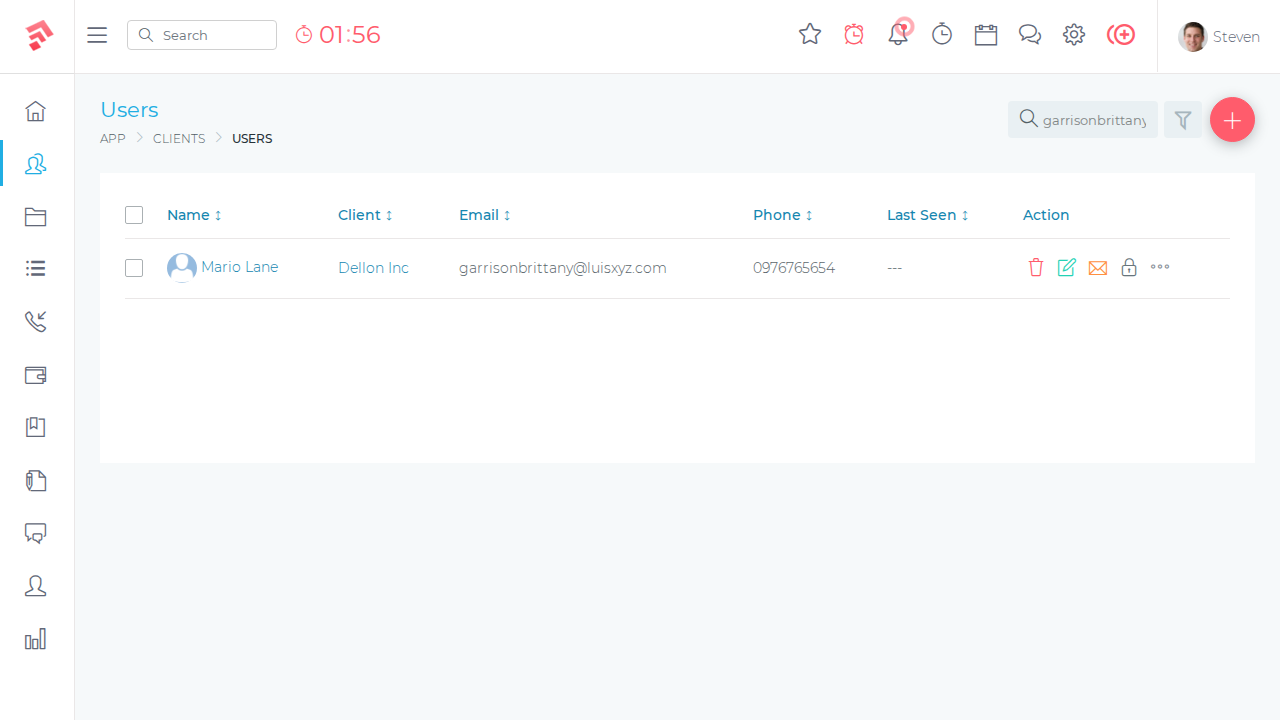 Search
01:56
Steven
Users
APP
CLIENTS
USERS
garrisonbrittany
Name
Client
Email
Phone
Last Seen
Action
Mario Lane
Dellon Inc
garrisonbrittany@luisxyz.com
0976765654
---